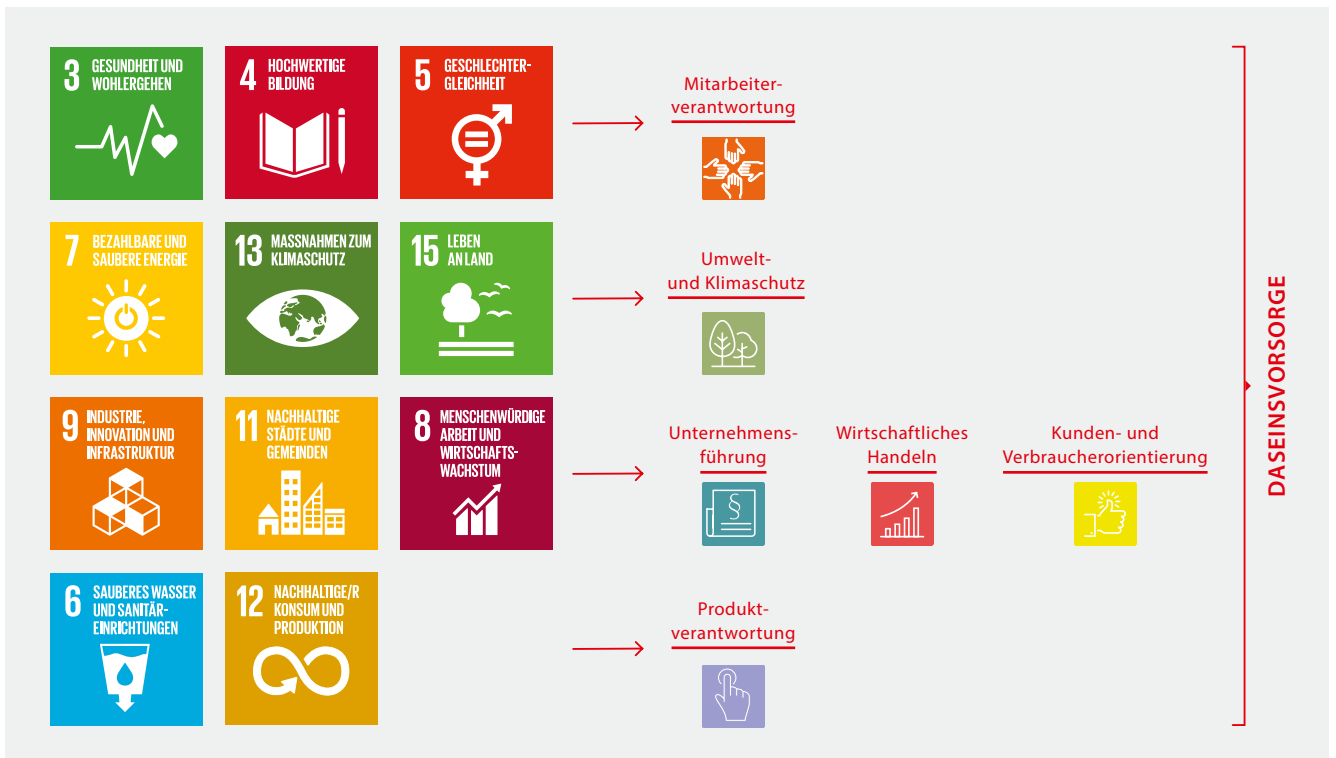 3 GESUNDHEIT UND
WOHLERGEHEN
4 HOCHWERTIGE
BILDUNG
5 GESCHLECHTER-
GLEICHHEIT
Mitarbeiter-
verantwortung
7 BEZAHLBARE UND
SAUBERE ENERGIE
13 MASSNAHMEN ZUM
KLIMASCHUTZ
15 LEBEN
AN LAND
Umwelt-
und Klimaschutz
9 INDUSTRIE,
INNOVATION UND
INFRASTRUKTUR
11 NACHHALTIGE
STÄDTE UND
GEMEINDEN
8 MENSCHENWÜRDIGE
ARBEIT UND
WIRTSCHAFTS-
WACHSTUM
Unternehmens-
führung
§
Wirtschaftliches
Handeln
Kunden- und
Verbraucherorientierung
6 SAUBERES WASSER
UND SANITÄR-
EINRICHTUNGEN
12 NACHHALTIGE/R
KONSUM UND
PRODUKTION
Produkt-
verantwortung
DASEINSVORSORGE